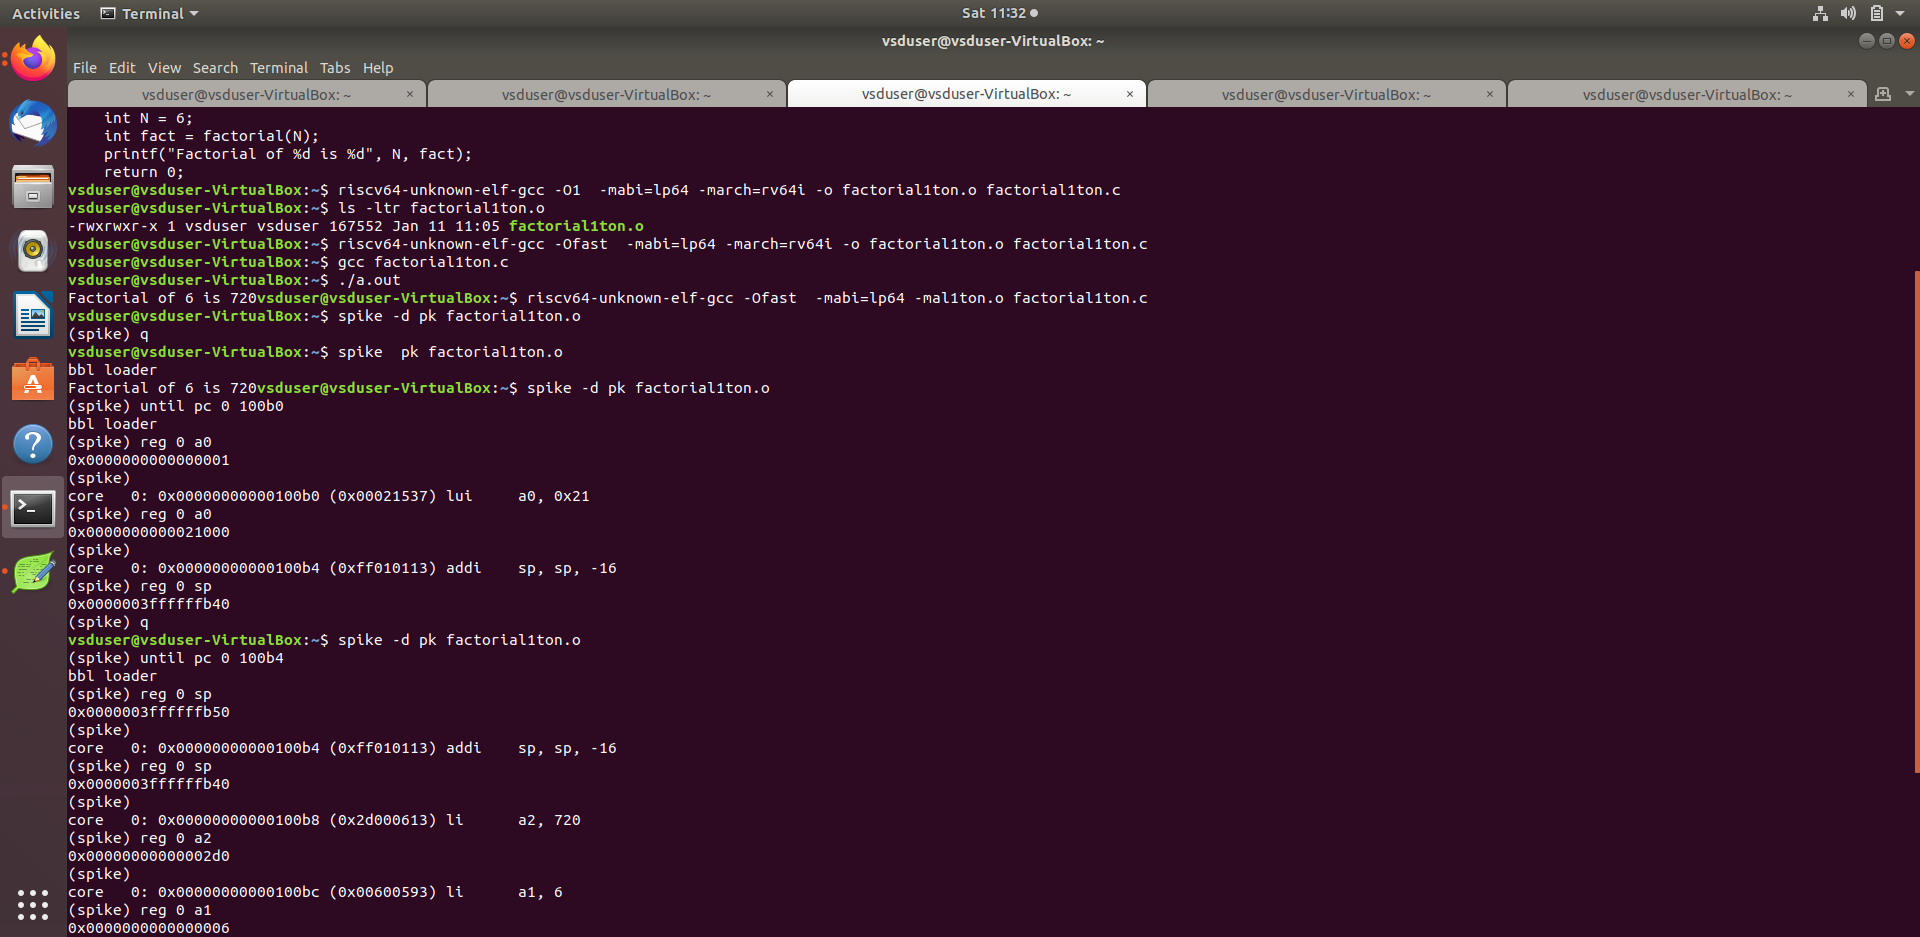 Activities Terminal Sat 11:32
vsduser@vsduser-VirtualBox: ~
File Edit View Search Terminal Tabs Help
vsduser@vsduser-VirtualBox: ~ × vsduser@vsduser-VirtualBox: ~ × vsduser@vsduser-VirtualBox: ~ × vsduser@vsduser-VirtualBox: ~ × vsduser@vsduser-VirtualBox: ~ ×
    int N = 6;
    int fact = factorial(N);
    printf("Factorial of %d is %d", N, fact);
    return 0;
vsduser@vsduser-VirtualBox:~$ riscv64-unknown-elf-gcc -O1  -mabi=lp64 -march=rv64i -o factorial1ton.o factorial1ton.c
vsduser@vsduser-VirtualBox:~$ ls -ltr factorial1ton.o
-rwxrwxr-x 1 vsduser vsduser 167552 Jan 11 11:05 factorial1ton.o
vsduser@vsduser-VirtualBox:~$ riscv64-unknown-elf-gcc -Ofast  -mabi=lp64 -march=rv64i -o factorial1ton.o factorial1ton.c
vsduser@vsduser-VirtualBox:~$ gcc factorial1ton.c
vsduser@vsduser-VirtualBox:~$ ./a.out
Factorial of 6 is 720vsduser@vsduser-VirtualBox:~$ riscv64-unknown-elf-gcc -Ofast  -mabi=lp64 -mal1ton.o factorial1ton.c
vsduser@vsduser-VirtualBox:~$ spike -d pk factorial1ton.o
(spike) q
vsduser@vsduser-VirtualBox:~$ spike  pk factorial1ton.o
bbl loader
Factorial of 6 is 720vsduser@vsduser-VirtualBox:~$ spike -d pk factorial1ton.o
(spike) until pc 0 100b0
bbl loader
(spike) reg 0 a0
0x0000000000000001
(spike)
core   0: 0x00000000000100b0 (0x00021537) lui     a0, 0x21
(spike) reg 0 a0
0x0000000000021000
(spike)
core   0: 0x00000000000100b4 (0xff010113) addi    sp, sp, -16
(spike) reg 0 sp
0x0000003ffffffb40
(spike) q
vsduser@vsduser-VirtualBox:~$ spike -d pk factorial1ton.o
(spike) until pc 0 100b4
bbl loader
(spike) reg 0 sp
0x0000003ffffffb50
(spike)
core   0: 0x00000000000100b4 (0xff010113) addi    sp, sp, -16
(spike) reg 0 sp
0x0000003ffffffb40
(spike)
core   0: 0x00000000000100b8 (0x2d000613) li      a2, 720
(spike) reg 0 a2
0x00000000000002d0
(spike)
core   0: 0x00000000000100bc (0x00600593) li      a1, 6
(spike) reg 0 a1
0x0000000000000006